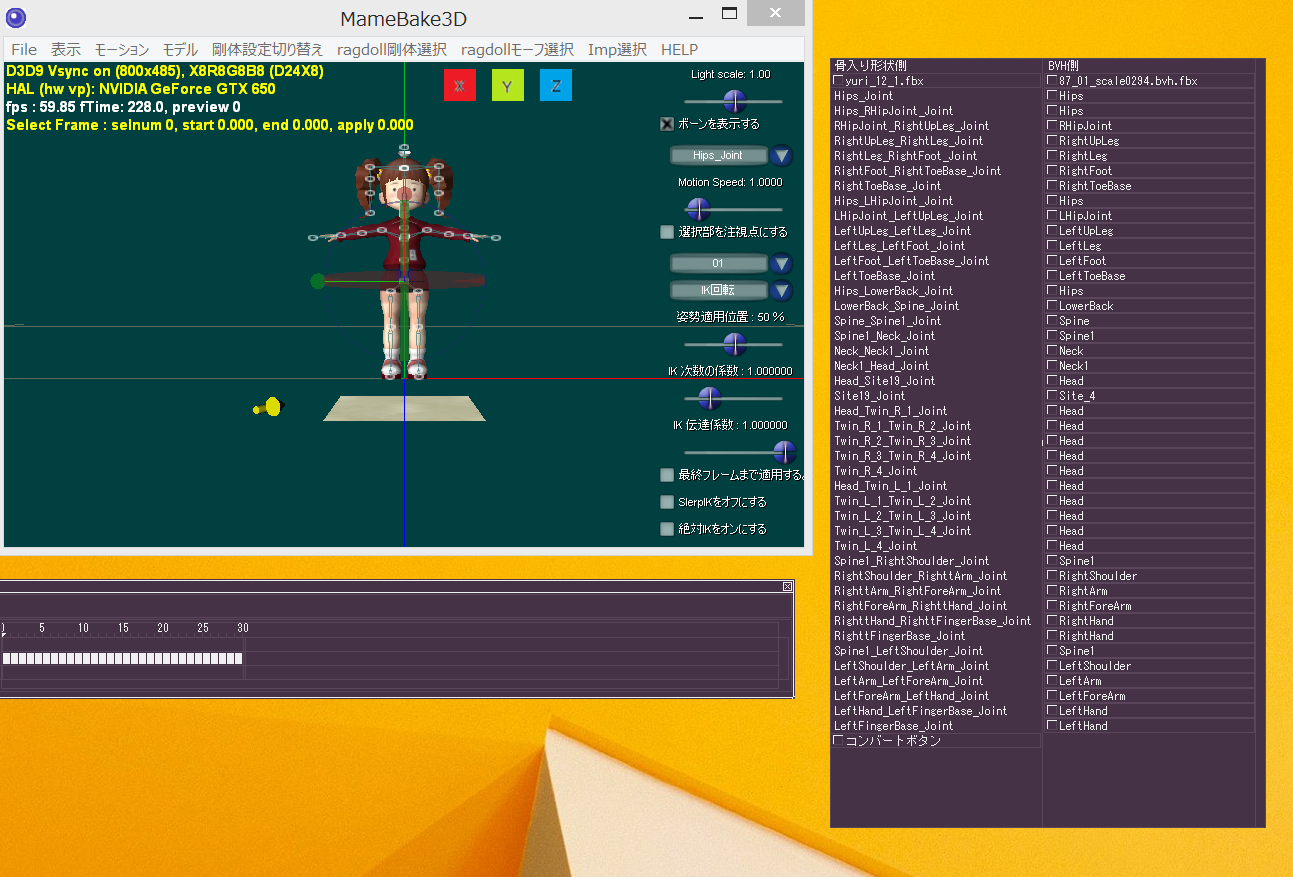 MameBake3D
File 表示 モーション モデル 剛体設定切り替え ragdoll剛体選択 ragdollモーフ選択 Imp選択 HELP
D3D9 Vsync on (800x485), X8R8G8B8 (D24X8)
HAL (hw vp): NVIDIA GeForce GTX 650
fps : 59.85 fTime: 228.0, preview 0
Select Frame : selnum 0, start 0.000, end 0.000, apply 0.000
X Y Z
Light scale: 1.00
ボーンを表示する
Hips_Joint
Motion Speed: 1.0000
選択部を注視点にする
01
IK回転
姿勢適用位置 : 50 %
IK 次数の係数 : 1.000000
IK 伝達係数 : 1.000000
最終フレームまで適用する。
SlerpIKをオフにする
絶対IKをオンにする
5 10 15 20 25 30
骨入り形状側 BVH側
yuri_12_1.fbx 87_01_scale0294.bvh.fbx
Hips_Joint Hips
Hips_RHipJoint_Joint Hips
RHipJoint_RightUpLeg_Joint RHipJoint
RightUpLeg_RightLeg_Joint RightUpLeg
RightLeg_RightFoot_Joint RightLeg
RightFoot_RightToeBase_Joint RightFoot
RightToeBase_Joint RightToeBase
Hips_LHipJoint_Joint Hips
LHipJoint_LeftUpLeg_Joint LHipJoint
LeftUpLeg_LeftLeg_Joint LeftUpLeg
LeftLeg_LeftFoot_Joint LeftLeg
LeftFoot_LeftToeBase_Joint LeftFoot
LeftToeBase_Joint LeftToeBase
Hips_LowerBack_Joint Hips
LowerBack_Spine_Joint LowerBack
Spine_Spine1_Joint Spine
Spine1_Neck_Joint Spine1
Neck_Neck1_Joint Neck
Neck1_Head_Joint Neck1
Head_Site19_Joint Head
Site19_Joint Site_4
Head_Twin_R_1_Joint Head
Twin_R_1_Twin_R_2_Joint Head
Twin_R_2_Twin_R_3_Joint Head
Twin_R_3_Twin_R_4_Joint Head
Twin_R_4_Joint Head
Head_Twin_L_1_Joint Head
Twin_L_1_Twin_L_2_Joint Head
Twin_L_2_Twin_L_3_Joint Head
Twin_L_3_Twin_L_4_Joint Head
Twin_L_4_Joint Head
Spine1_RightShoulder_Joint Spine1
RightShoulder_RighttArm_Joint RightShoulder
RighttArm_RightForeArm_Joint RightArm
RightForeArm_RighttHand_Joint RightForeArm
RighttHand_RighttFingerBase_Joint RightHand
RighttFingerBase_Joint RightHand
Spine1_LeftShoulder_Joint Spine1
LeftShoulder_LeftArm_Joint LeftShoulder
LeftArm_LeftForeArm_Joint LeftArm
LeftForeArm_LeftHand_Joint LeftForeArm
LeftHand_LeftFingerBase_Joint LeftHand
LeftFingerBase_Joint LeftHand
コンバートボタン